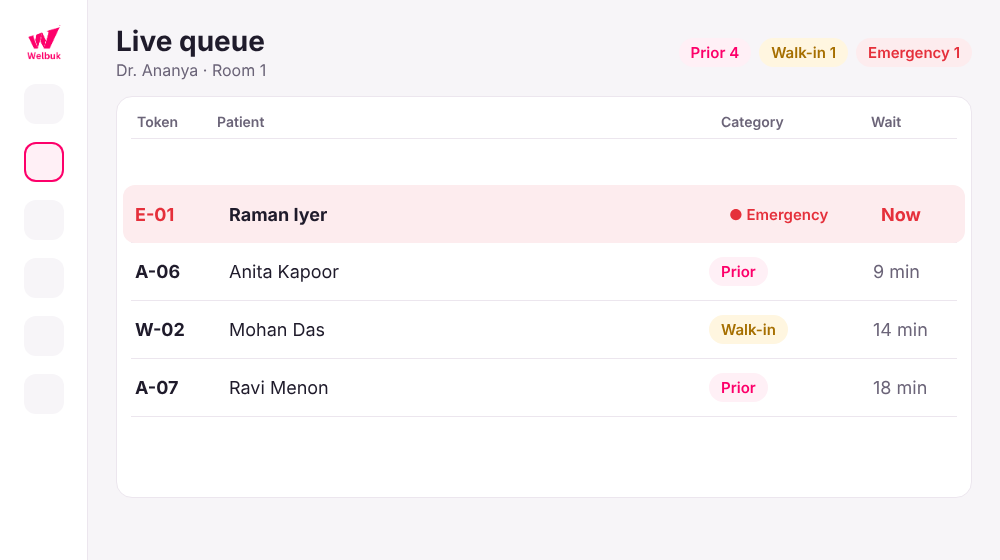 Welbuk
Live queue
Dr. Ananya · Room 1
Prior 4 Walk-in 1 Emergency 1
Token Patient Category Wait
E-01 Raman Iyer Emergency Now
A-06 Anita Kapoor Prior 9 min
W-02 Mohan Das Walk-in 14 min
A-07 Ravi Menon Prior 18 min